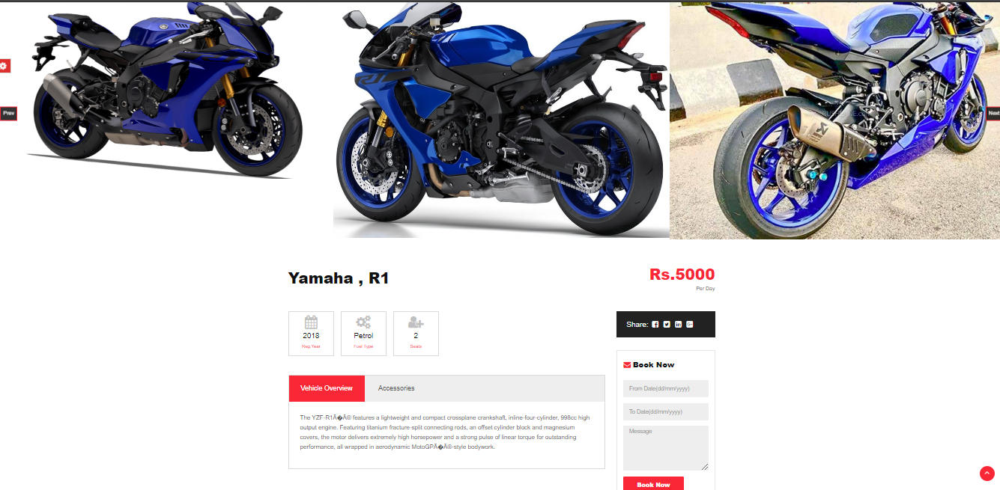 Prev
Next
Yamaha , R1
Rs.5000
Per Day
2018
Reg.Year
Petrol
Fuel Type
2
Seats
Share:
Vehicle Overview
Accessories
The YZF-R1Â�Â® features a lightweight and compact crossplane crankshaft, inline-four-cylinder, 998cc high
output engine. Featuring titanium fracture-split connecting rods, an offset cylinder block and magnesium
covers, the motor delivers extremely high horsepower and a strong pulse of linear torque for outstanding
performance, all wrapped in aerodynamic MotoGPÂ�Â®-style bodywork.
Book Now
From Date(dd/mm/yyyy)
To Date(dd/mm/yyyy)
Message
Book Now